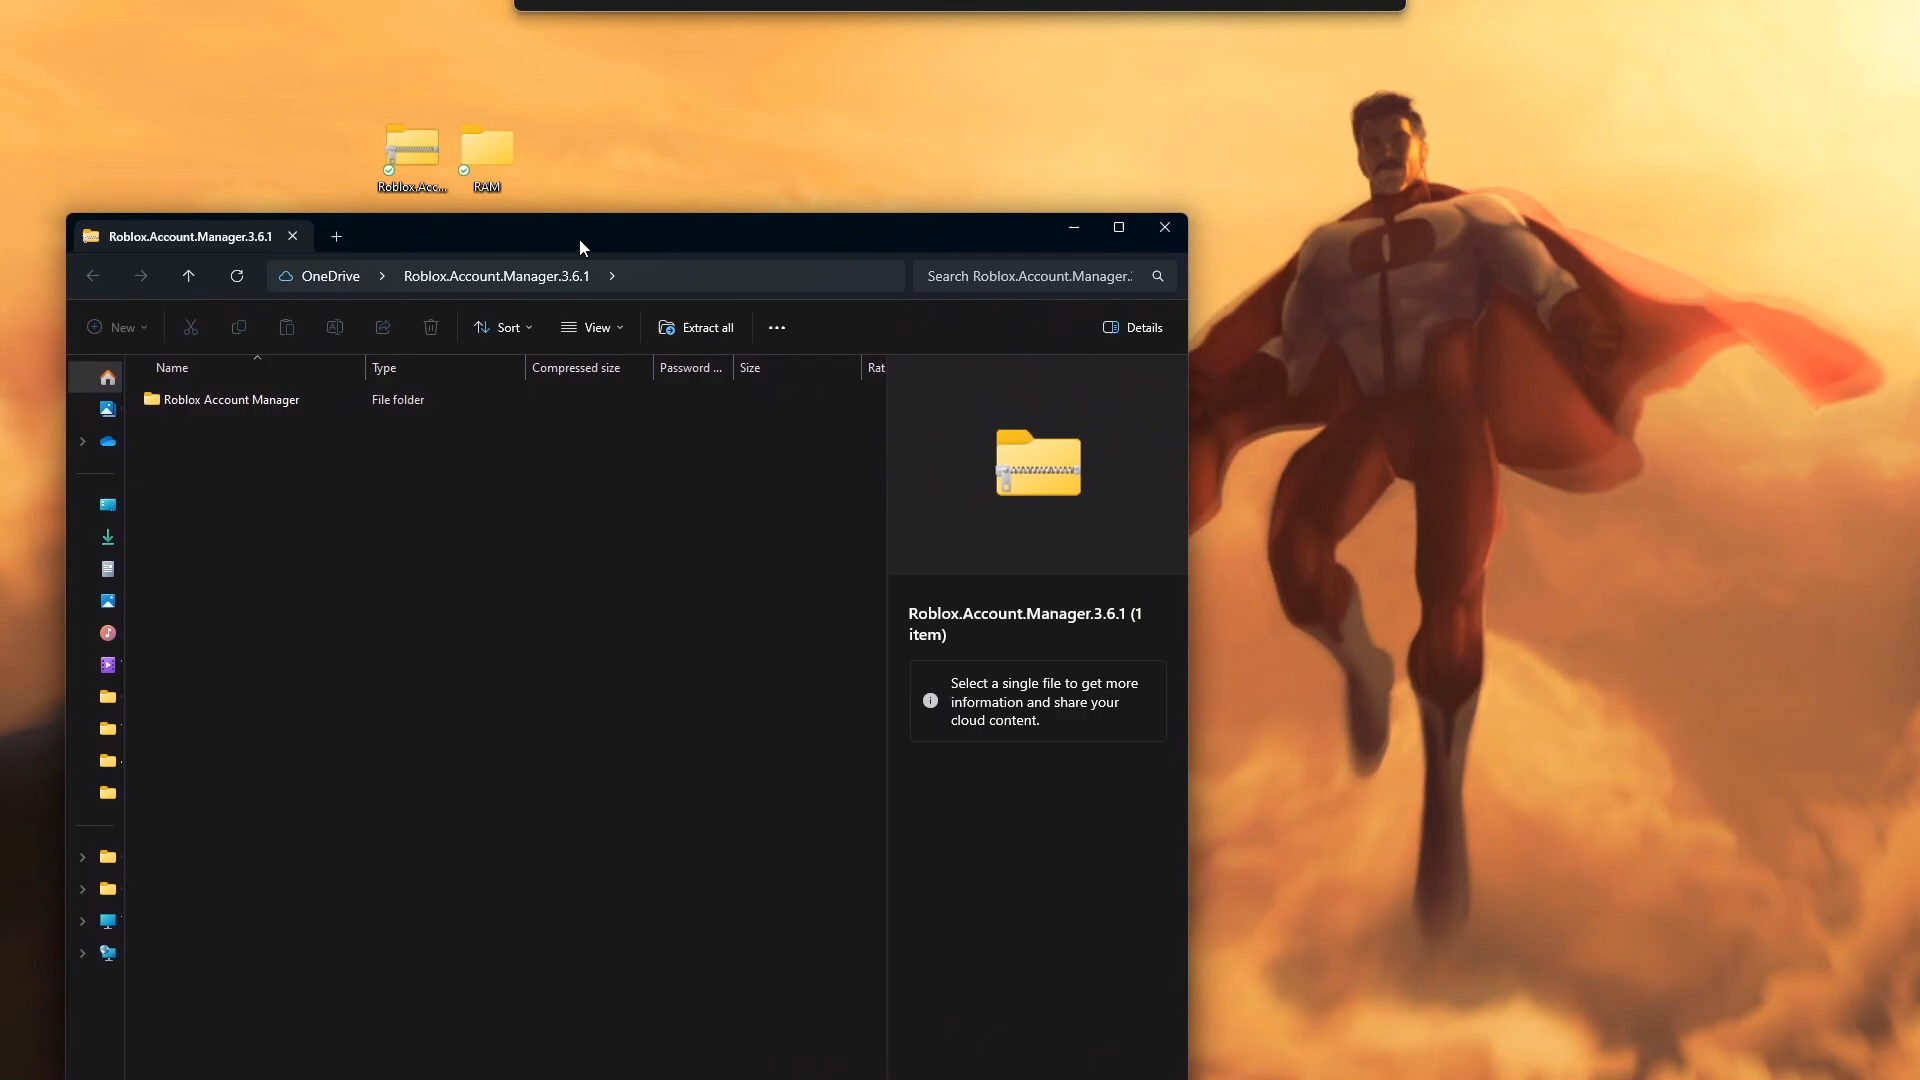 Roblox.Acc...
RAM
Roblox.Account.Manager.3.6.1
OneDrive
Roblox.Account.Manager.3.6.1
Search Roblox.Account.Manager.:
New
Sort
View
Extract all
Details
Name
Type
Compressed size
Password ...
Size
Rat
Roblox Account Manager
File folder
Roblox.Account.Manager.3.6.1 (1
item)
Select a single file to get more
information and share your
cloud content.